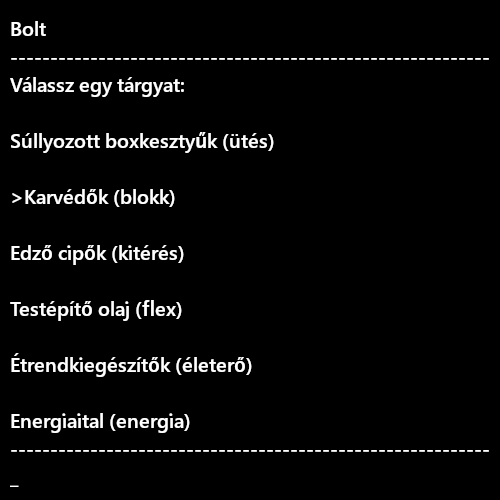 Bolt
------------------------------------------------------------
Válassz egy tárgyat:
Súllyozott boxkesztyűk (ütés)
>Karvédők (blokk)
Edző cipők (kitérés)
Testépítő olaj (flex)
Étrendkiegészítők (életerő)
Energiaital (energia)
------------------------------------------------------------
_